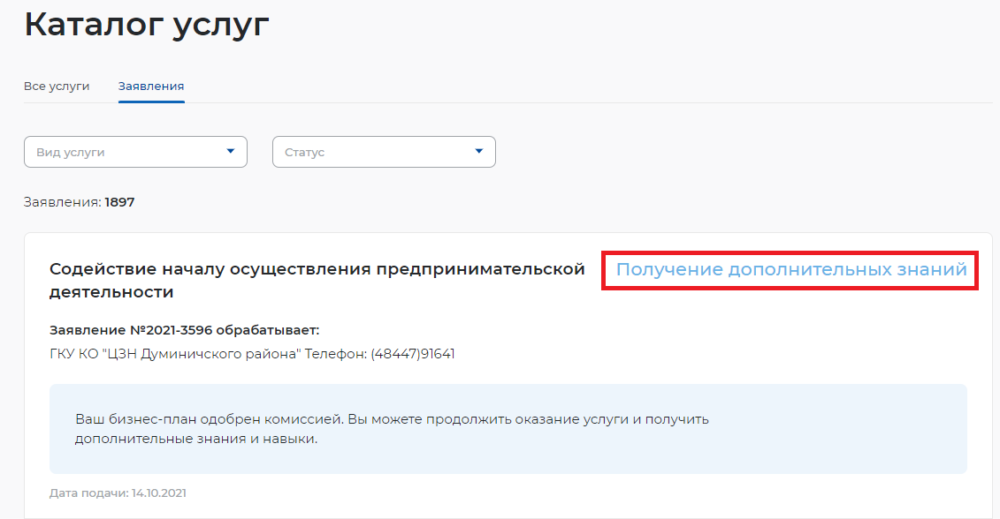 Каталог услуг
Все услуги
Заявления
Вид услуги
Статус
Заявления: 1897
Содействие началу осуществления предпринимательской
деятельности
Получение дополнительных знаний
Заявление №2021-3596 обрабатывает:
ГКУ КО "ЦЗН Думиничского района" Телефон: (48447)91641
Ваш бизнес-план одобрен комиссией. Вы можете продолжить оказание услуги и получить
дополнительные знания и навыки.
Дата подачи: 14.10.2021